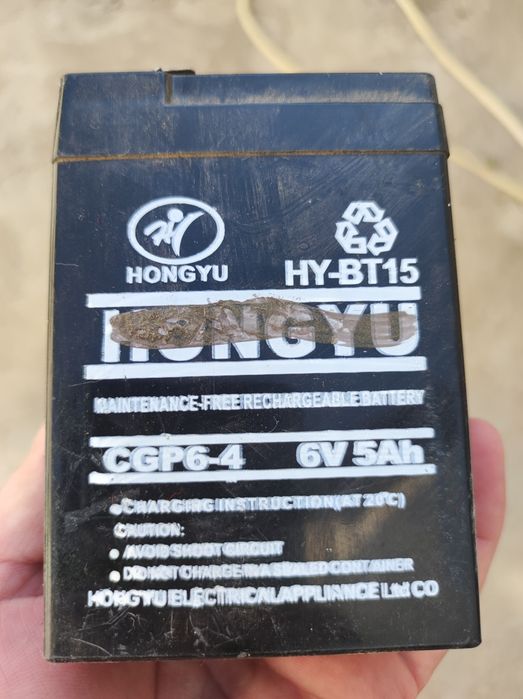 HONGYU
HY-BT15
HONGYU
MAINTENANCE-FREE RECHARGEABLE BATTERY
CGP6-4 6V 5Ah
• CHARGING INSTRUCTION(AT 20°C)
CAUTION:
• AVOID SHOOT CIRCUIT
• DO NOT CHARGE IN A SEALED CONTAINER
HONGYU ELECTRICAL APPLIANCE Ltd CO